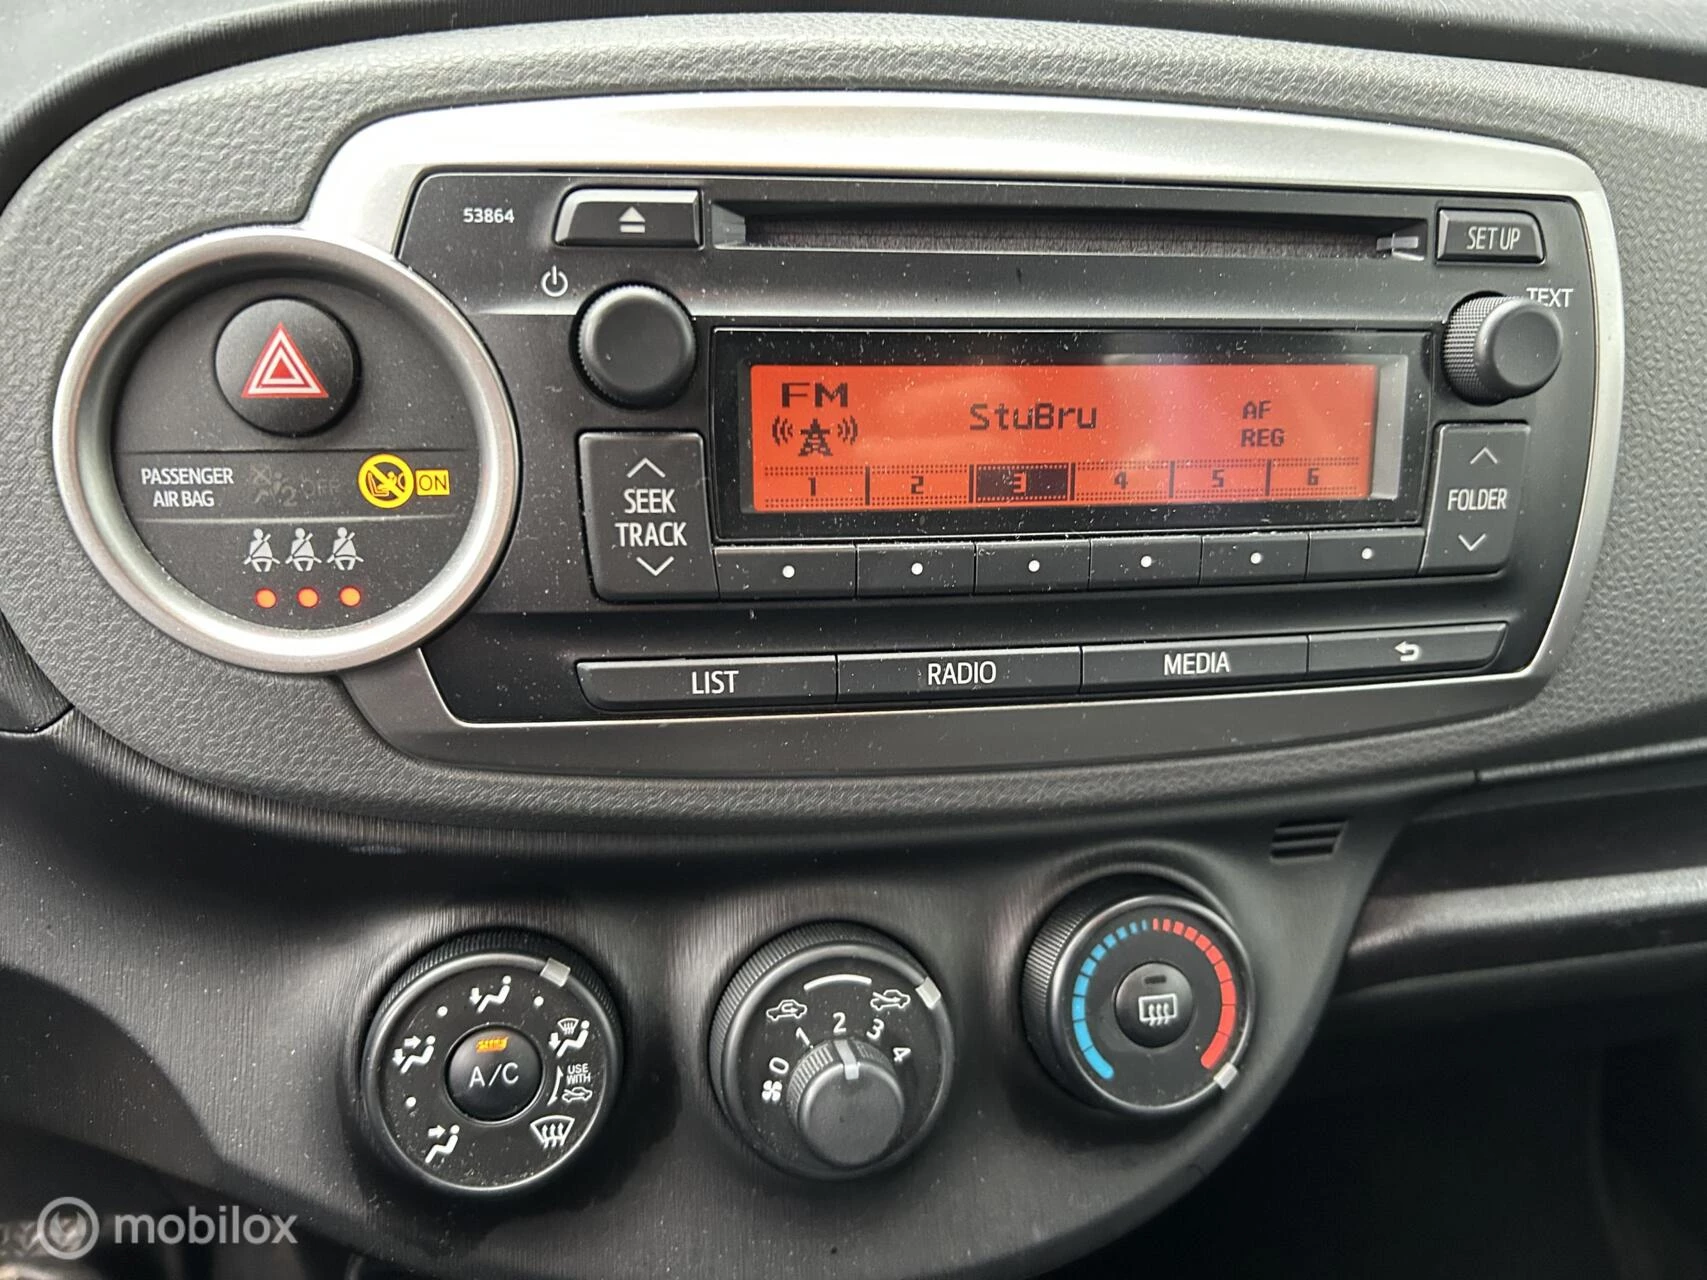 53864
SET UP
TEXT
FM
StuBru
AF
REG
1 2 3 4 5 6
SEEK
TRACK
FOLDER
PASSENGER
AIR BAG
2 OFF
ON
LIST
RADIO
MEDIA
A/C
USE
WITH
0 1 2 3 4
mobilox